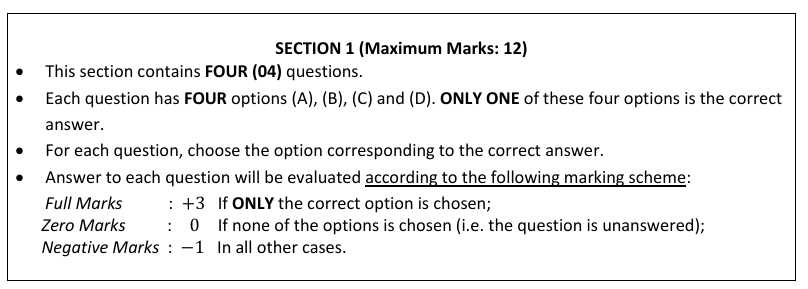 SECTION 1 (Maximum Marks: 12)
• This section contains FOUR (04) questions.
• Each question has FOUR options (A), (B), (C) and (D). ONLY ONE of these four options is the correct
answer.
• For each question, choose the option corresponding to the correct answer.
• Answer to each question will be evaluated according to the following marking scheme:
Full Marks : +3 If ONLY the correct option is chosen;
Zero Marks : 0 If none of the options is chosen (i.e. the question is unanswered);
Negative Marks : −1 In all other cases.